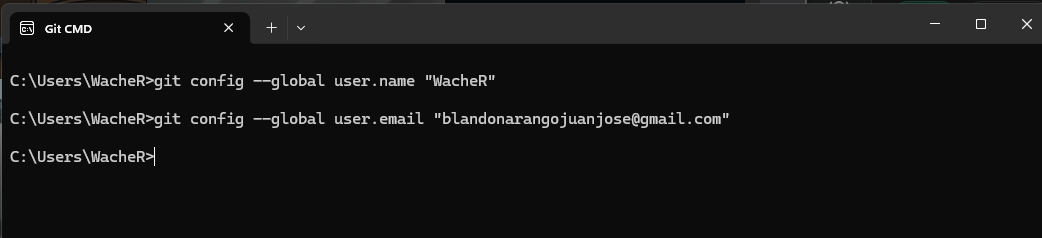 Git CMD
C:\Users\WacheR>git config --global user.name "WacheR"
C:\Users\WacheR>git config --global user.email "blandonarangojuanjose@gmail.com"
C:\Users\WacheR>